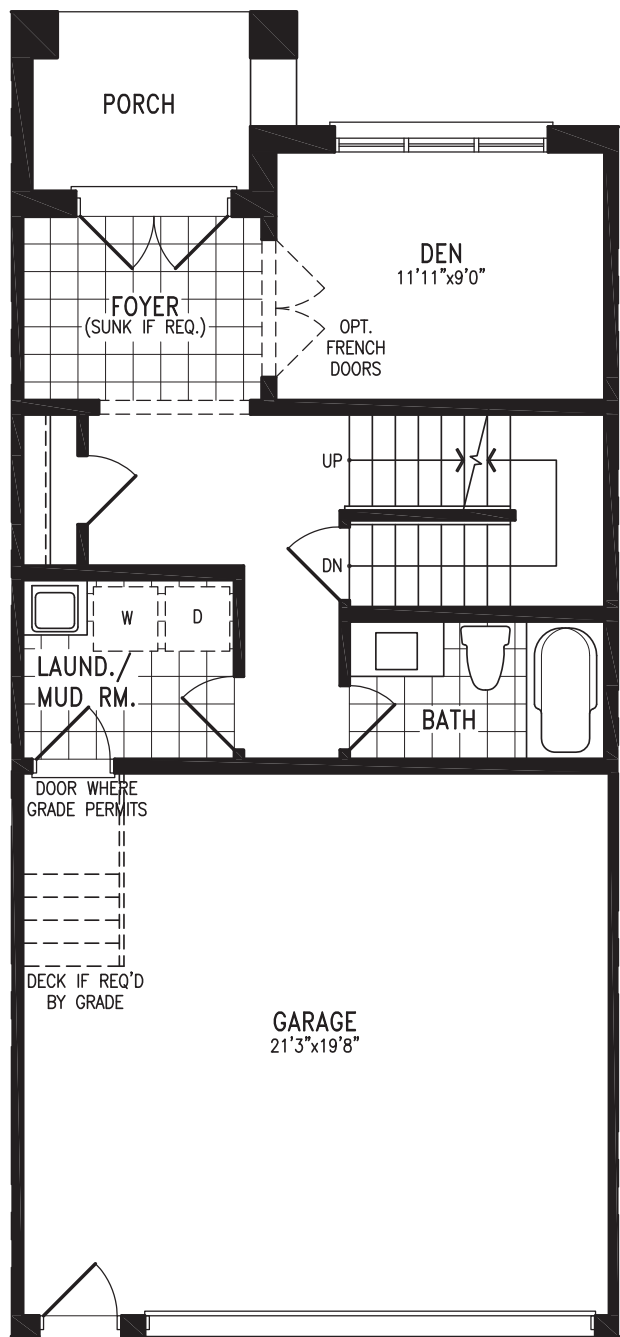 PORCH
DEN
11'11"x9'0"
FOYER
(SUNK IF REQ.)
OPT.
FRENCH
DOORS
UP
DN
W
D
LAUND./
MUD RM.
BATH
DOOR WHERE
GRADE PERMITS
DECK IF REQ'D
BY GRADE
GARAGE
21'3"x19'8"